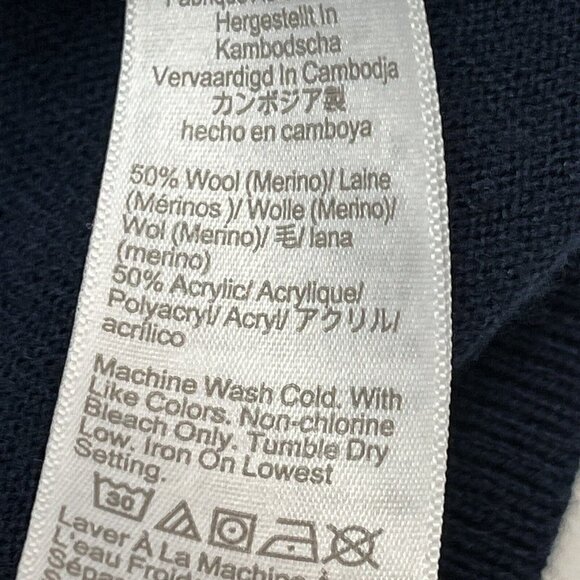 Hergestellt In
Kambodscha
Vervaardigd In Cambodja
カンボジア製
hecho en camboya
50% Wool (Merino)/ Laine
(Mérinos )/ Wolle (Merino)/
Wol (Merino)/ 毛/ lana
(merino)
50% Acrylic/ Acrylique/
Polyacryl/ Acryl/ アクリル/
acrílico
Machine Wash Cold. With
Like Colors. Non-chlorine
Bleach Only. Tumble Dry
Low. Iron On Lowest
Setting.
30
Laver À La Machine
L'eau Froid